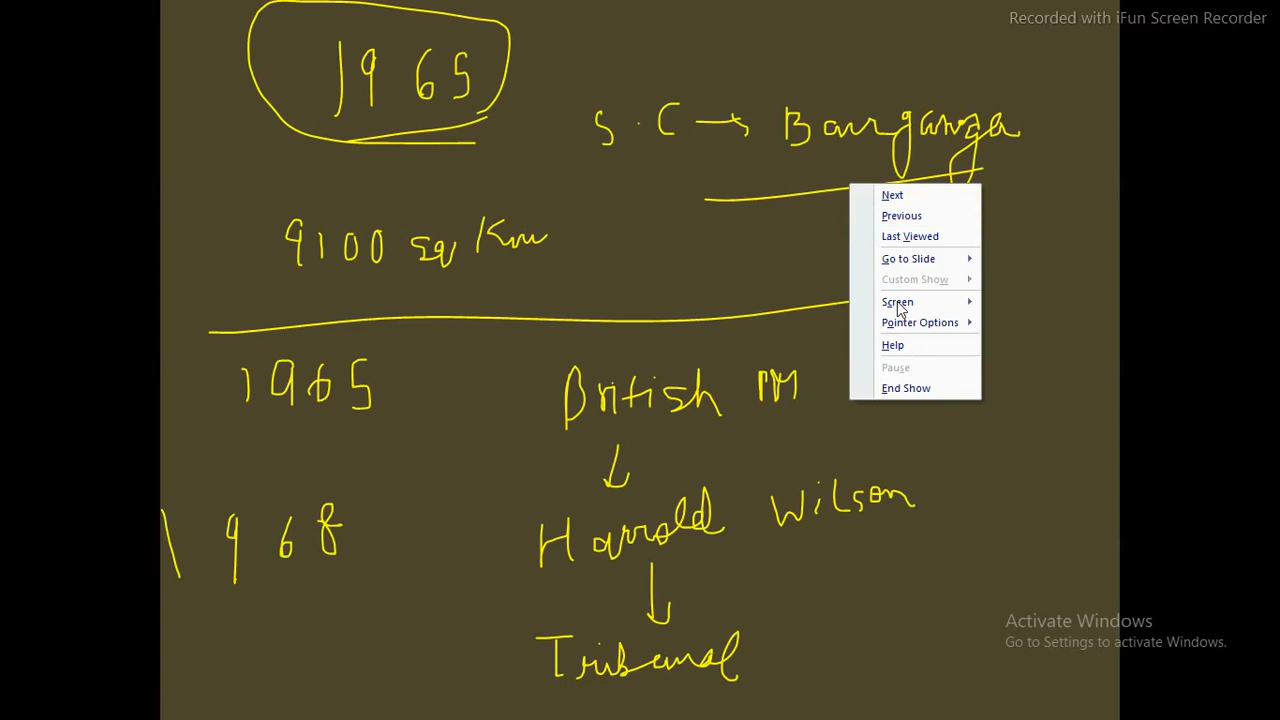 Recorded with iFun Screen Recorder
1965
S.C → Banganga
9100 sq Km
Next
Previous
Last Viewed
Go to Slide
Custom Show
Screen
Pointer Options
Help
Pause
End Show
1965 British PM
↓
1968 Harrold Wilson
↓
Tribunal
Activate Windows
Go to Settings to activate Windows.